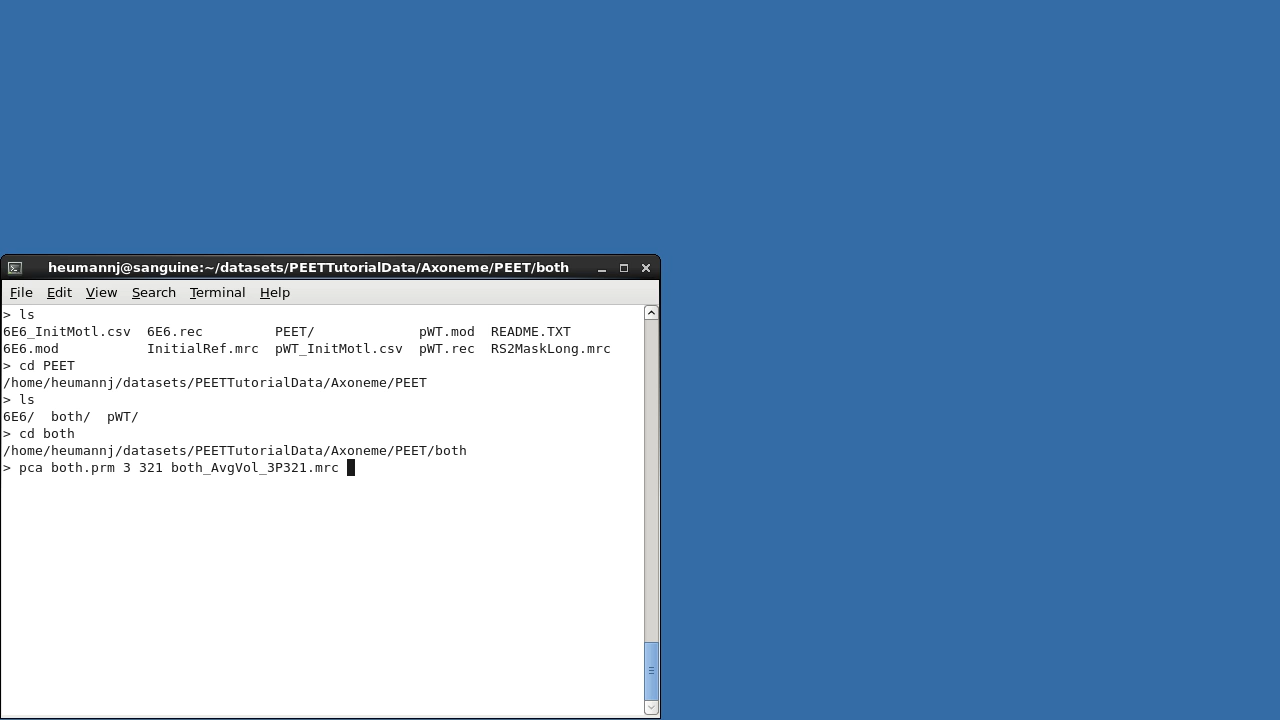 heumannj@sanguine:~/datasets/PEETTutorialData/Axoneme/PEET/both
File Edit View Search Terminal Help
> ls
6E6_InitMotl.csv  6E6.rec         PEET/             pWT.mod  README.TXT
6E6.mod           InitialRef.mrc  pWT_InitMotl.csv  pWT.rec  RS2MaskLong.mrc
> cd PEET
/home/heumannj/datasets/PEETTutorialData/Axoneme/PEET
> ls
6E6/  both/  pWT/
> cd both
/home/heumannj/datasets/PEETTutorialData/Axoneme/PEET/both
> pca both.prm 3 321 both_AvgVol_3P321.mrc